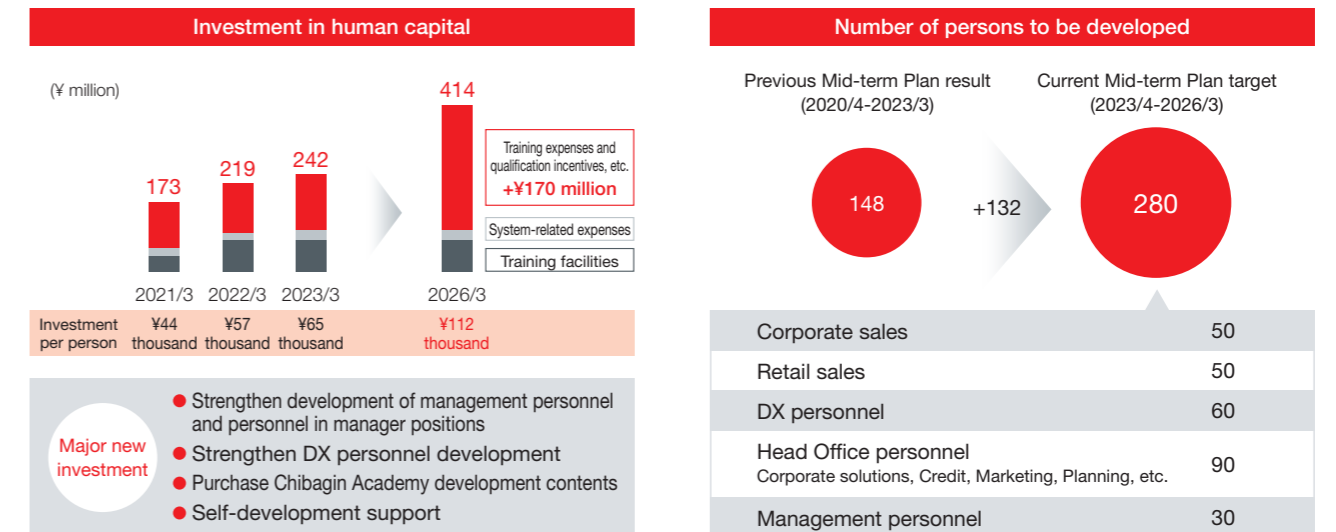 Investment in human capital
(¥ million)
173
219
242
414
Training expenses and
qualification incentives, etc.
+¥170 million
System-related expenses
Training facilities
2021/3 2022/3 2023/3 2026/3
Investment
per person
¥44
thousand
¥57
thousand
¥65
thousand
¥112
thousand
Major new
investment
● Strengthen development of management personnel
and personnel in manager positions
● Strengthen DX personnel development
● Purchase Chibagin Academy development contents
● Self-development support
Number of persons to be developed
Previous Mid-term Plan result
(2020/4-2023/3)
Current Mid-term Plan target
(2023/4-2026/3)
148
+132
280
Corporate sales 50
Retail sales 50
DX personnel 60
Head Office personnel
Corporate solutions, Credit, Marketing, Planning, etc.
90
Management personnel 30